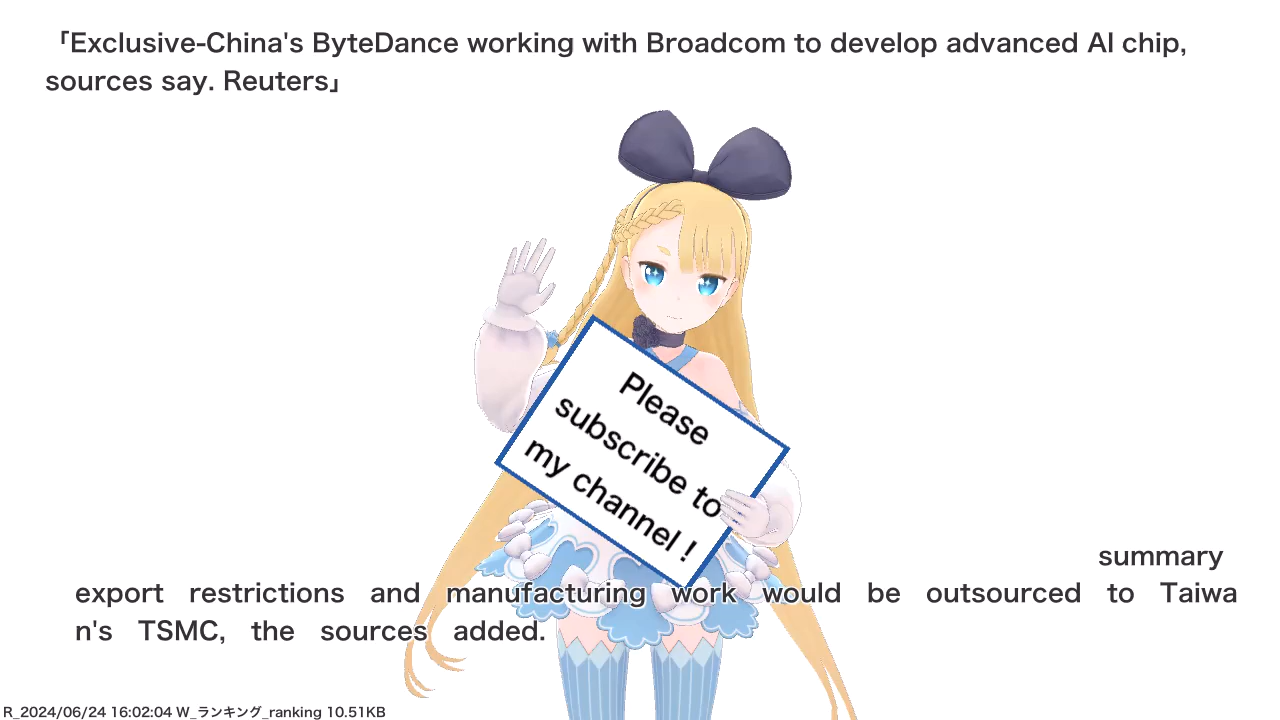 「Exclusive-China's ByteDance working with Broadcom to develop advanced AI chip,
sources say. Reuters」
Please
subscribe to
my channel !
summary
export restrictions and manufacturing work would be outsourced to Taiwa
n's TSMC, the sources added.
R_2024/06/24 16:02:04 W_ランキング_ranking 10.51KB